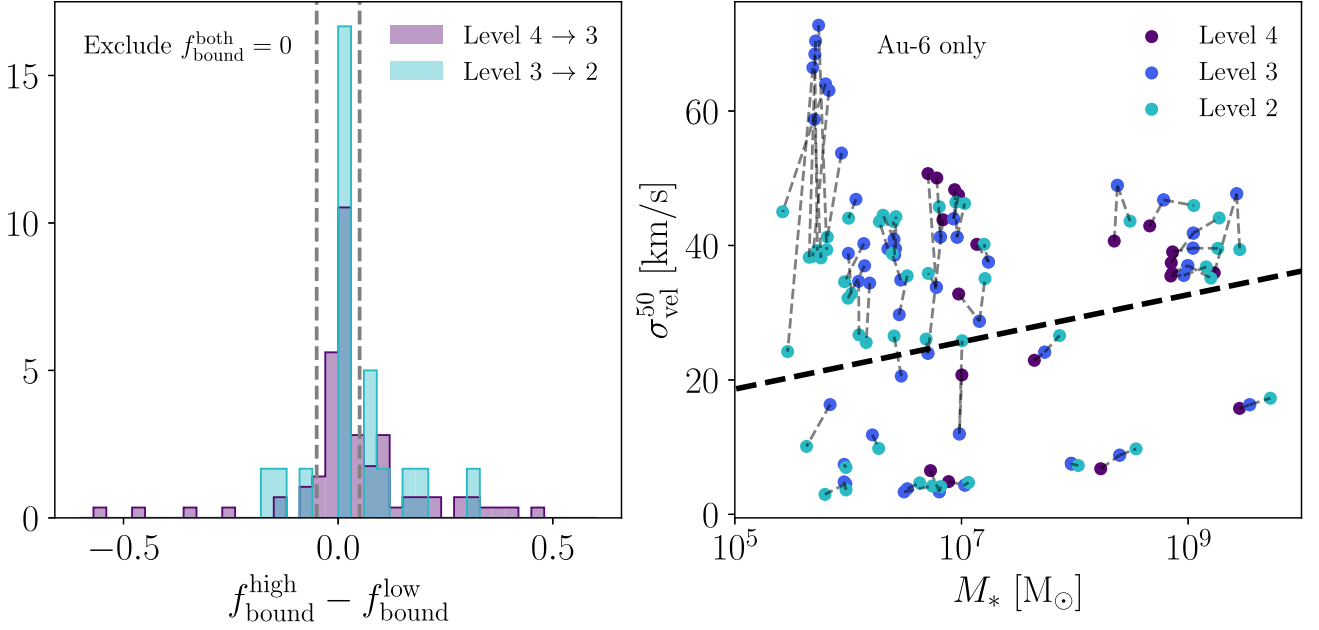 Exclude f_bound^both = 0
Level 4 → 3
Level 3 → 2
15
10
5
0
−0.5
0.0
0.5
f_bound^high − f_bound^low
Au-6 only
Level 4
Level 3
Level 2
60
40
20
0
σ_vel^50 [km/s]
10^5
10^7
10^9
M_* [M_⊙]